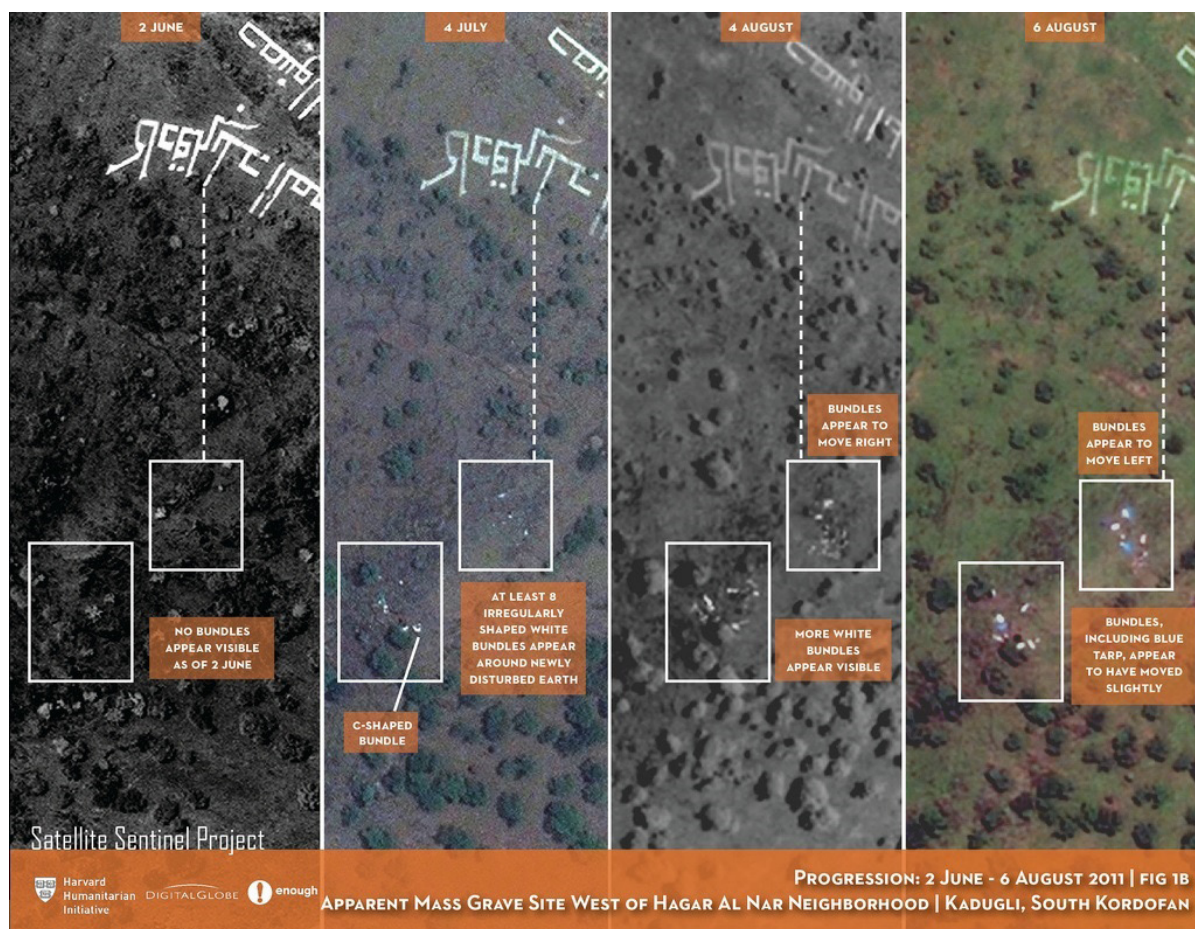 2 JUNE
4 JULY
4 AUGUST
6 AUGUST
BUNDLES
APPEAR TO
MOVE RIGHT
BUNDLES
APPEAR TO
MOVE LEFT
NO BUNDLES
APPEAR VISIBLE
AS OF 2 JUNE
AT LEAST 8
IRREGULARLY
SHAPED WHITE
BUNDLES APPEAR
AROUND NEWLY
DISTURBED EARTH
C-SHAPED
BUNDLE
MORE WHITE
BUNDLES
APPEAR VISIBLE
BUNDLES,
INCLUDING BLUE
TARP, APPEAR
TO HAVE MOVED
SLIGHTLY
Satellite Sentinel Project
Harvard
Humanitarian
Initiative
DIGITALGLOBE
enough
PROGRESSION: 2 JUNE - 6 AUGUST 2011 | FIG 1B
APPARENT MASS GRAVE SITE WEST OF HAGAR AL NAR NEIGHBORHOOD | KADUGLI, SOUTH KORDOFAN